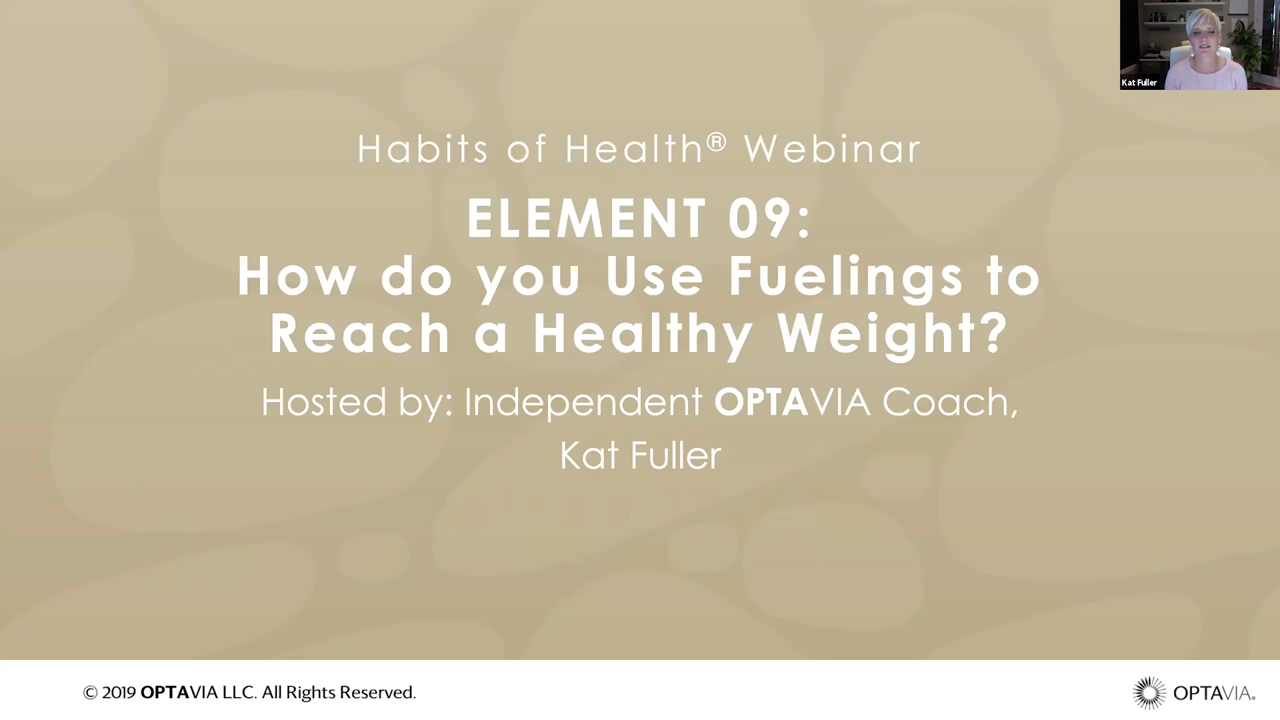 Kat Fuller
Habits of Health® Webinar
ELEMENT 09:
How do you Use Fuelings to
Reach a Healthy Weight?
Hosted by: Independent OPTAVIA Coach,
Kat Fuller
© 2019 OPTAVIA LLC. All Rights Reserved.
OPTAVIA®